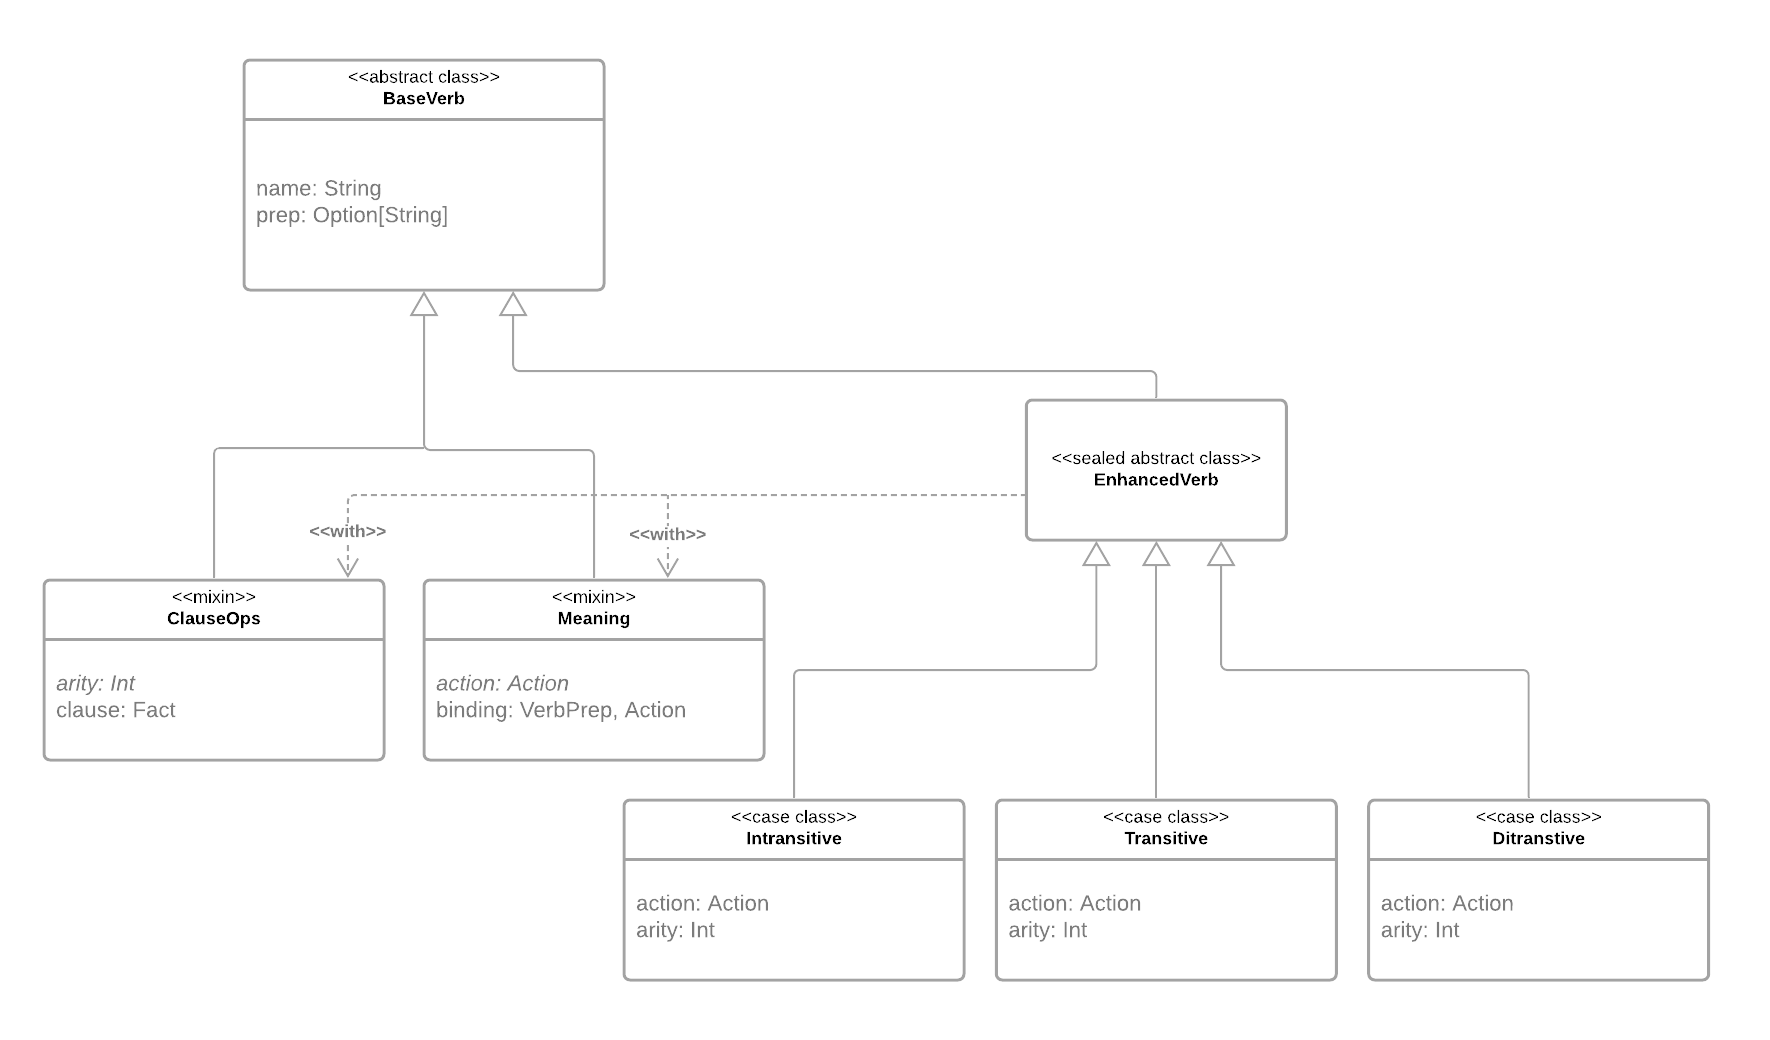 <<abstract class>>
BaseVerb
name: String
prep: Option[String]
<<sealed abstract class>>
EnhancedVerb
<<with>>
<<with>>
<<mixin>>
ClauseOps
arity: Int
clause: Fact
<<mixin>>
Meaning
action: Action
binding: VerbPrep, Action
<<case class>>
Intransitive
action: Action
arity: Int
<<case class>>
Transitive
action: Action
arity: Int
<<case class>>
Ditranstive
action: Action
arity: Int